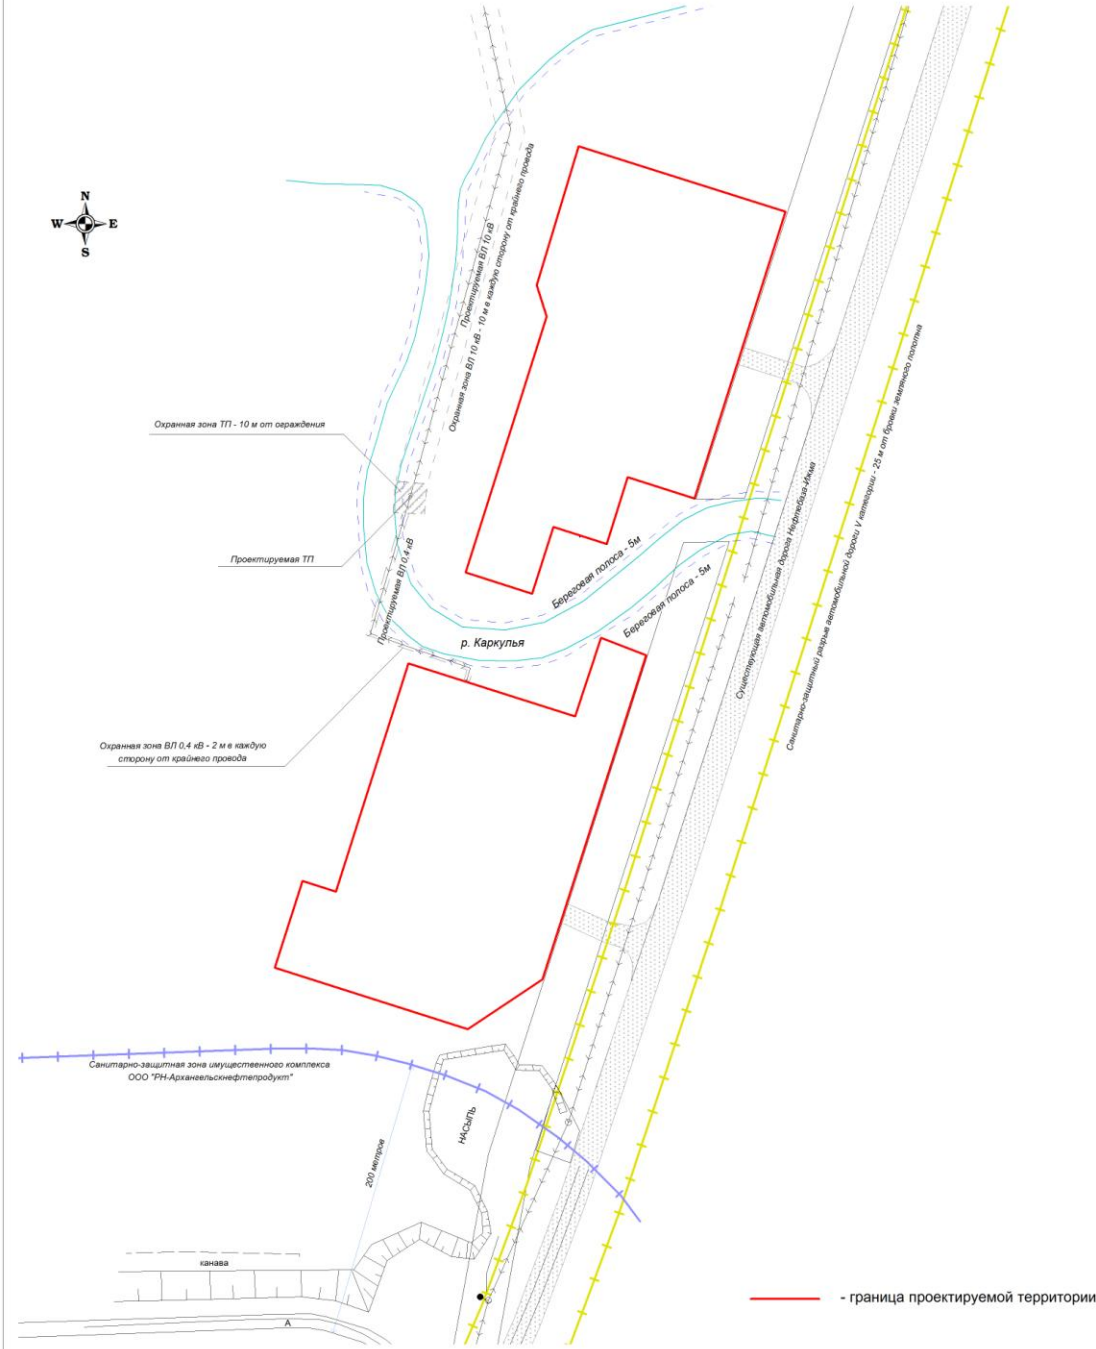 N
W E
S
Проектируемая ВЛ 10 кВ
Охранная зона ВЛ 10 кВ - 10 м в каждую сторону от крайнего провода
Охранная зона ТП - 10 м от ограждения
Проектируемая ТП
Проектируемая ВЛ 0,4 кВ
Береговая полоса - 5м
Береговая полоса - 5м
р. Каркулья
Существующая автомобильная дорога Нефтебаза-Ижма
Санитарно-защитный разрыв автомобильной дороги V категории - 25 м от бровки земляного полотна
Охранная зона ВЛ 0,4 кВ - 2 м в каждую
сторону от крайнего провода
Санитарно-защитная зона имущественного комплекса
ООО "РН-Архангельскнефтепродукт"
НАСЫПЬ
200 метров
канава
А
- граница проектируемой территории